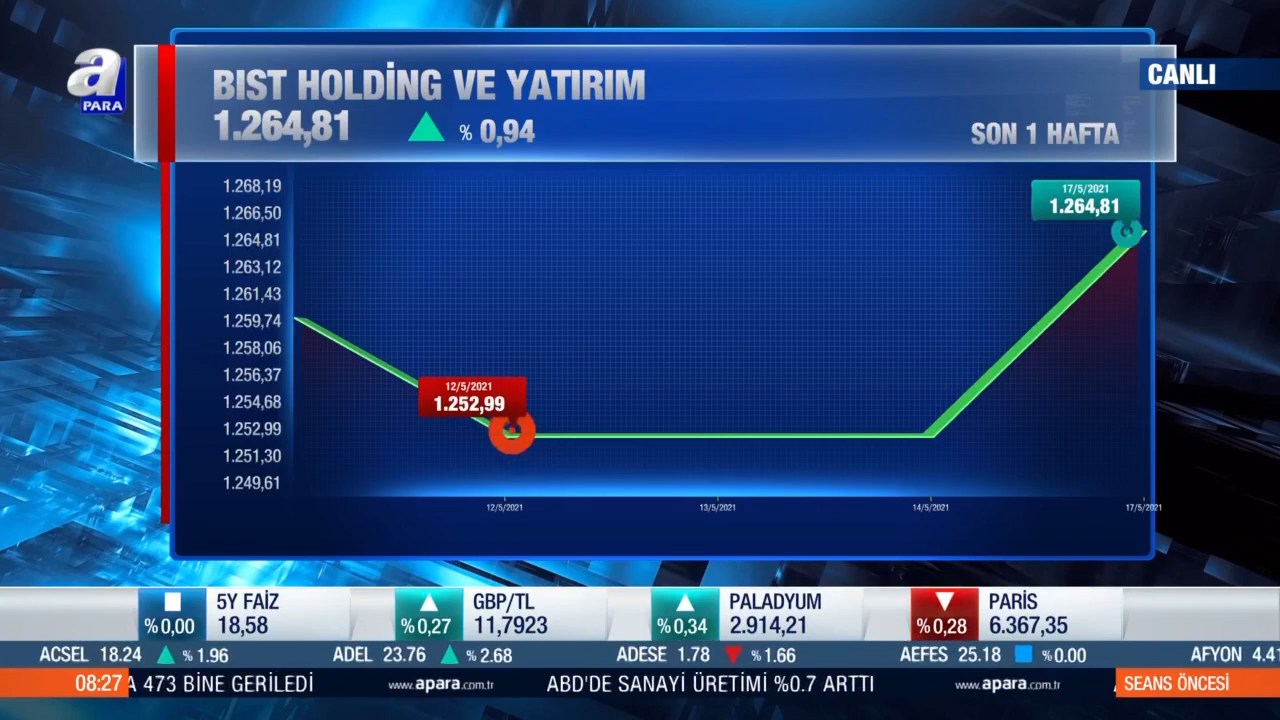 a
PARA
BIST HOLDİNG VE YATIRIM
1.264,81
% 0,94
SON 1 HAFTA
CANLI
1.268,19
1.266,50
1.264,81
1.263,12
1.261,43
1.259,74
1.258,06
1.256,37
1.254,68
1.252,99
1.251,30
1.249,61
17/5/2021
1.264,81
12/5/2021
1.252,99
12/5/2021
13/5/2021
14/5/2021
17/5/2021
% 0,00
5Y FAİZ
18,58
% 0,27
GBP/TL
11,7923
% 0,34
PALADYUM
2.914,21
% 0,28
PARİS
6.367,35
ACSEL 18.24 % 1.96 ADEL 23.76 % 2.68 ADESE 1.78 % 1.66 AEFES 25.18 %0.00 AFYON 4.41
08:27 A 473 BİNE GERİLEDİ www.apara.com.tr ABD'DE SANAYİ ÜRETİMİ %0.7 ARTTI www.apara.com.tr SEANS ÖNCESİ